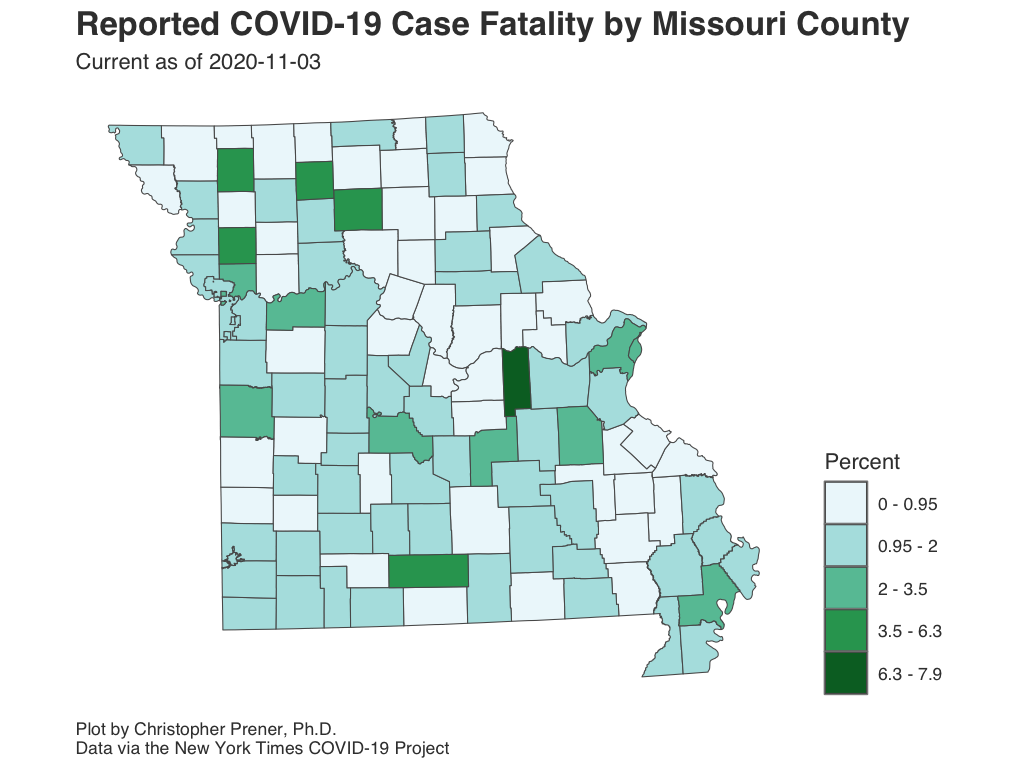 Reported COVID-19 Case Fatality by Missouri County
Current as of 2020-11-03
Percent
0 - 0.95
0.95 - 2
2 - 3.5
3.5 - 6.3
6.3 - 7.9
Plot by Christopher Prener, Ph.D.
Data via the New York Times COVID-19 Project